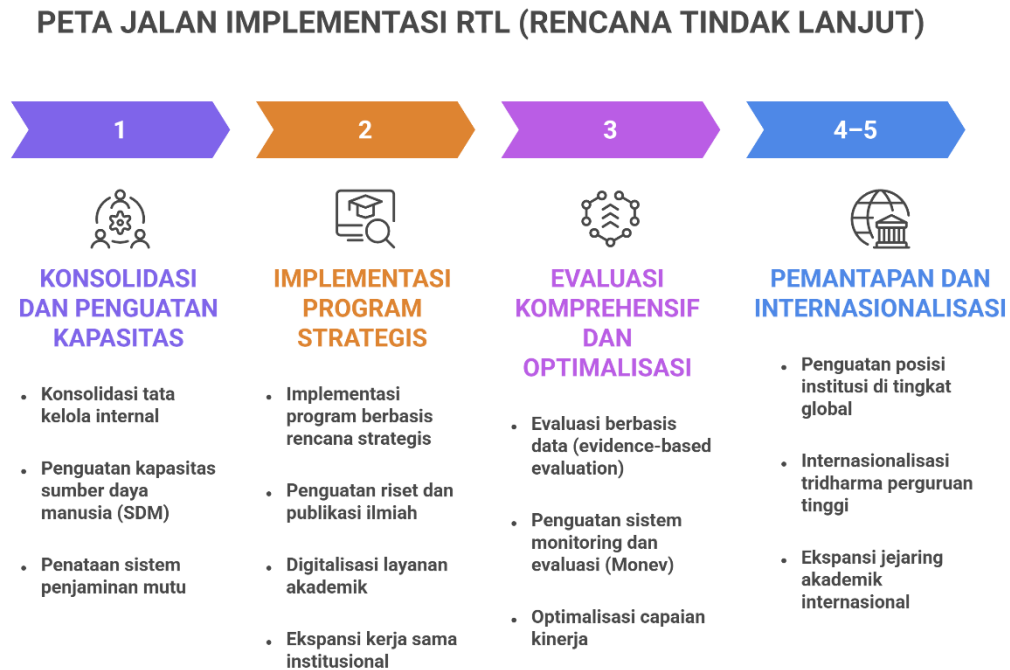 PETA JALAN IMPLEMENTASI RTL (RENCANA TINDAK LANJUT)
1
KONSOLIDASI
DAN PENGUATAN
KAPASITAS
• Konsolidasi tata
kelola internal
• Penguatan kapasitas
sumber daya
manusia (SDM)
• Penataan sistem
penjaminan mutu
2
IMPLEMENTASI
PROGRAM
STRATEGIS
• Implementasi
program berbasis
rencana strategis
• Penguatan riset dan
publikasi ilmiah
• Digitalisasi layanan
akademik
• Ekspansi kerja sama
institusional
3
EVALUASI
KOMPREHENSIF
DAN
OPTIMALISASI
• Evaluasi berbasis
data (evidence-based
evaluation)
• Penguatan sistem
monitoring dan
evaluasi (Monev)
• Optimalisasi capaian
kinerja
4–5
PEMANTAPAN DAN
INTERNASIONALISASI
• Penguatan posisi
institusi di tingkat
global
• Internasionalisasi
tridharma perguruan
tinggi
• Ekspansi jejaring
akademik
internasional